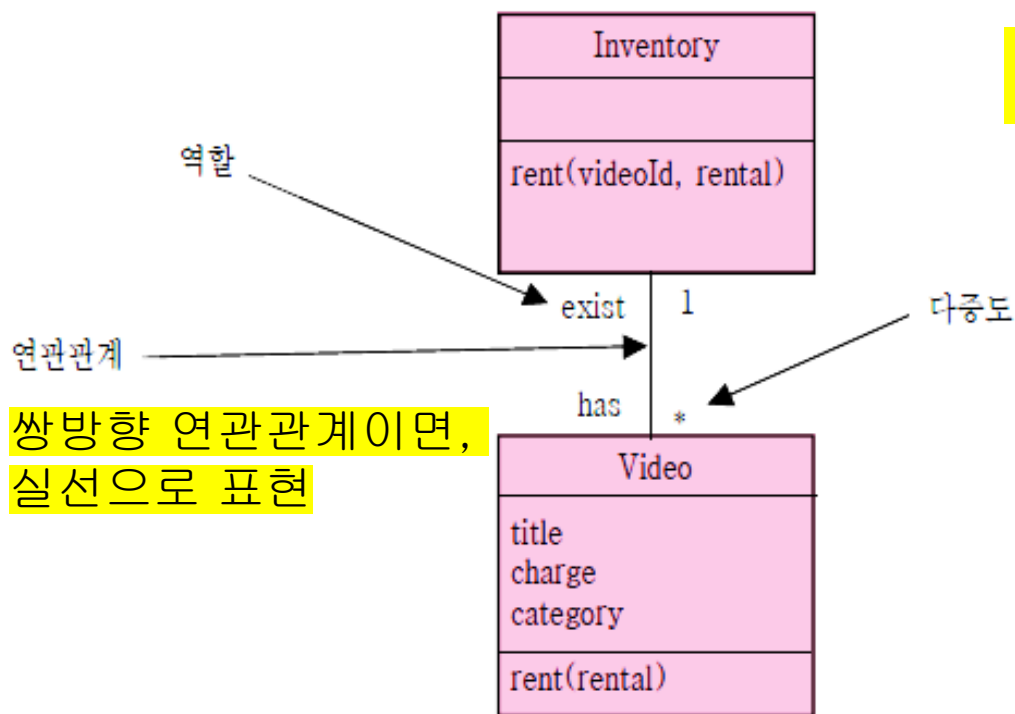 Inventory
rent(videoId, rental)
역할
exist
1
다중도
연관관계
has
*
쌍방향 연관관계이면,
실선으로 표현
Video
title
charge
category
rent(rental)